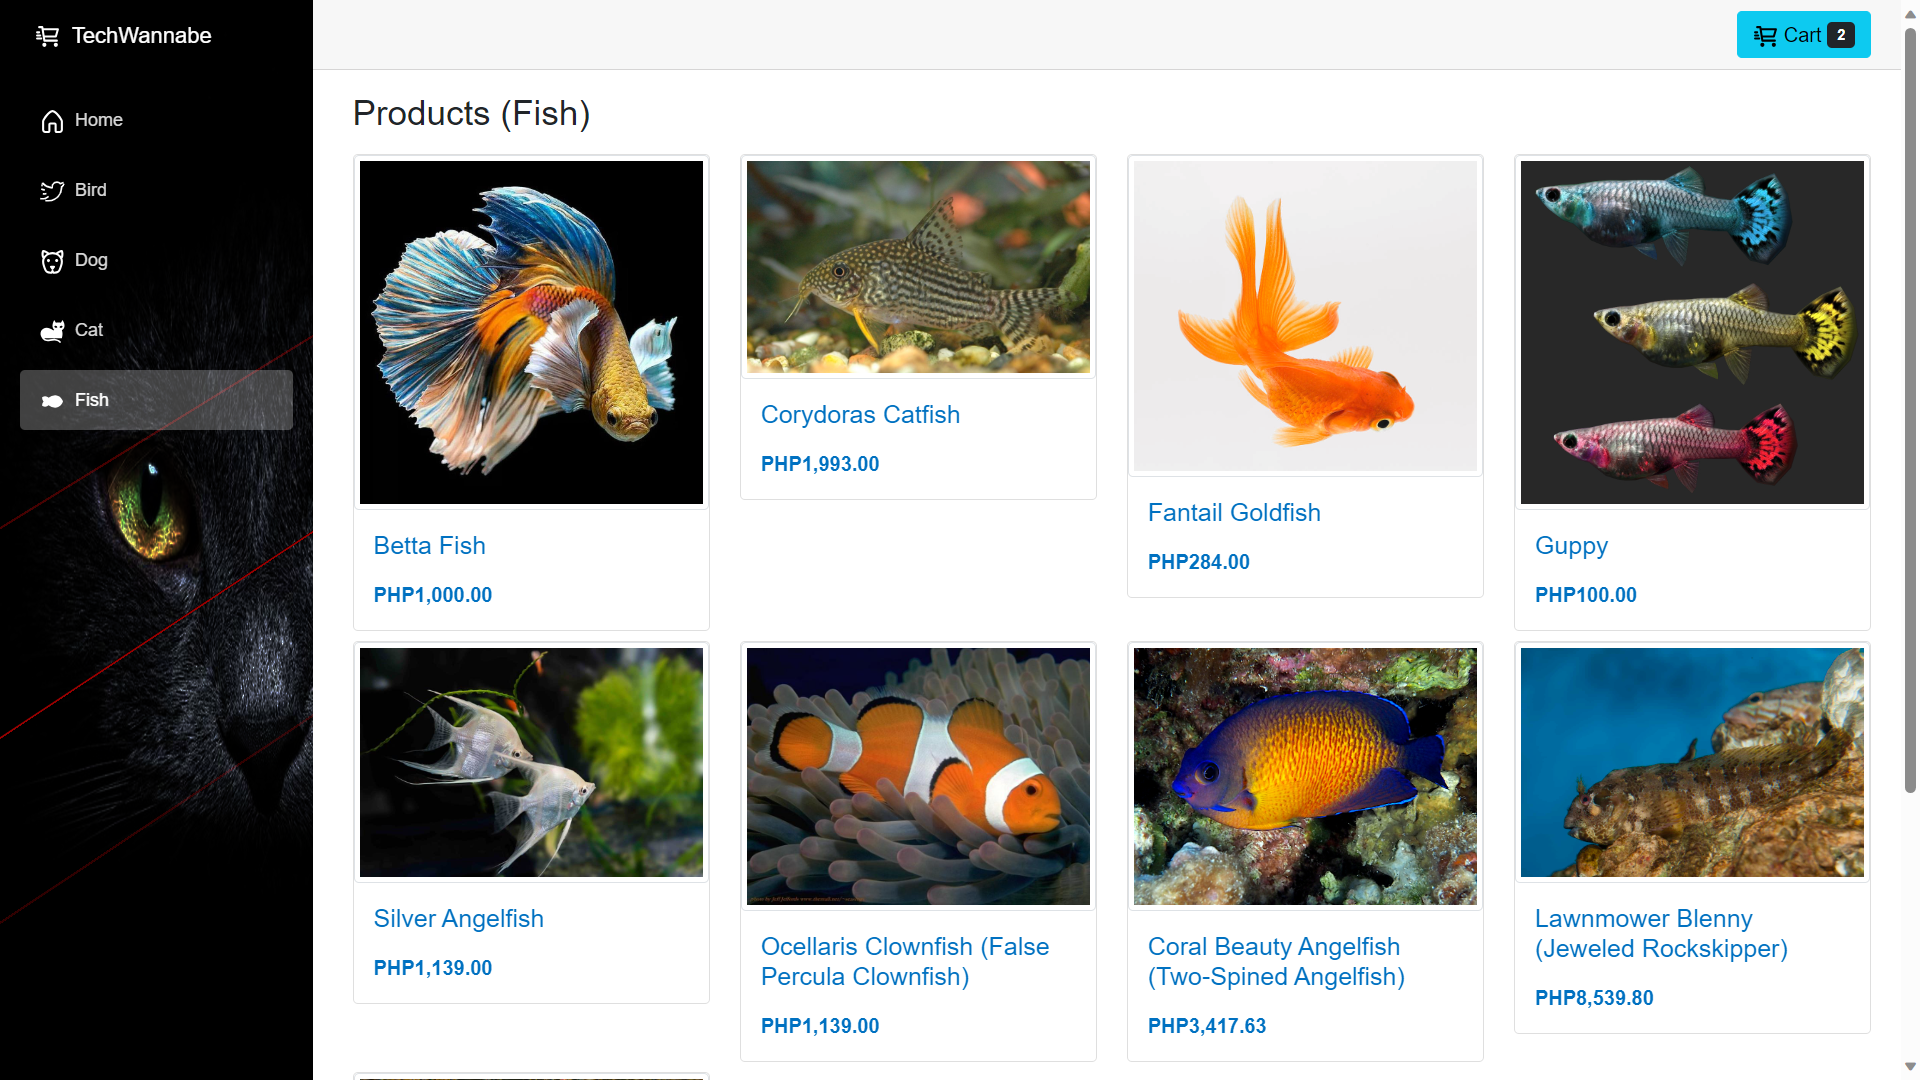 TechWannabe
Cart 2
Home
Bird
Dog
Cat
Fish
Products (Fish)
Betta Fish
PHP1,000.00
Corydoras Catfish
PHP1,993.00
Fantail Goldfish
PHP284.00
Guppy
PHP100.00
Silver Angelfish
PHP1,139.00
Ocellaris Clownfish (False
Percula Clownfish)
PHP1,139.00
Coral Beauty Angelfish
(Two-Spined Angelfish)
PHP3,417.63
Lawnmower Blenny
(Jeweled Rockskipper)
PHP8,539.80